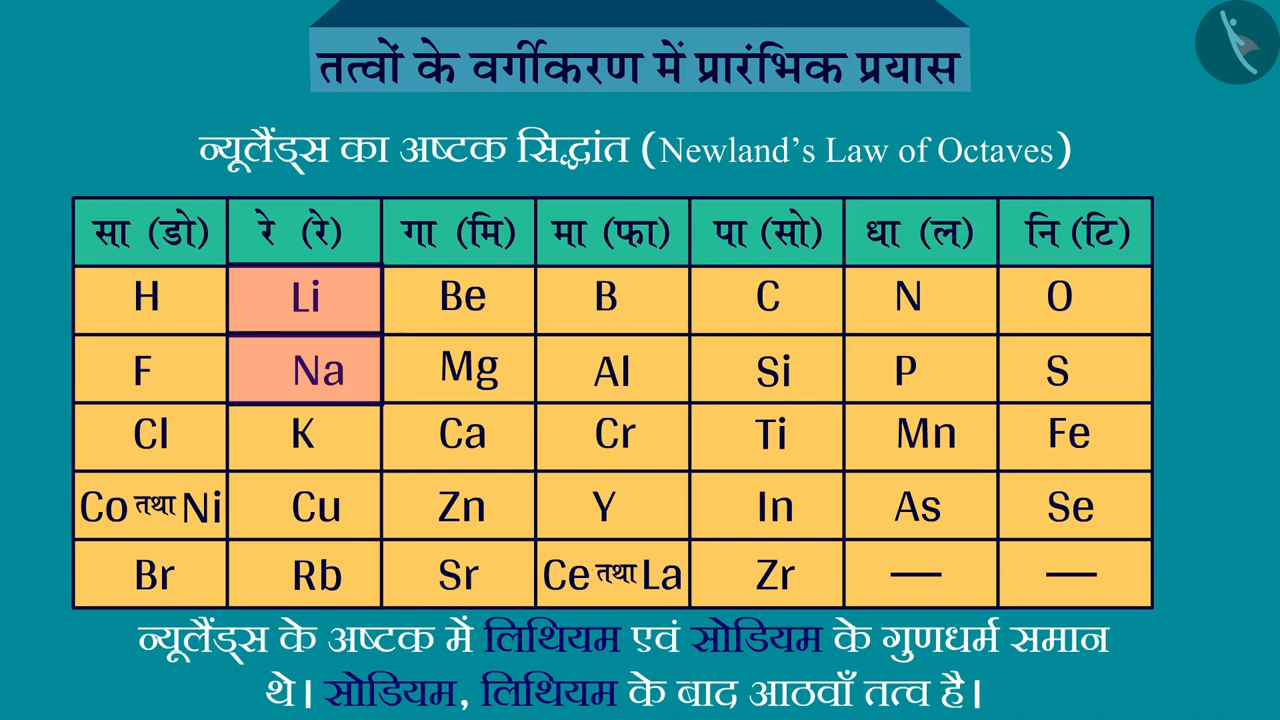 तत्वों के वर्गीकरण में प्रारंभिक प्रयास
न्यूलैंड्स का अष्टक सिद्धांत (Newland's Law of Octaves)
सा (डो) रे (रे) गा (मि) मा (फा) पा (सो) धा (ल) नि (टि)
H Li Be B C N O
F Na Mg Al Si P S
Cl K Ca Cr Ti Mn Fe
Co तथा Ni Cu Zn Y In As Se
Br Rb Sr Ce तथा La Zr — —
न्यूलैंड्स के अष्टक में लिथियम एवं सोडियम के गुणधर्म समान
थे। सोडियम, लिथियम के बाद आठवाँ तत्व है।